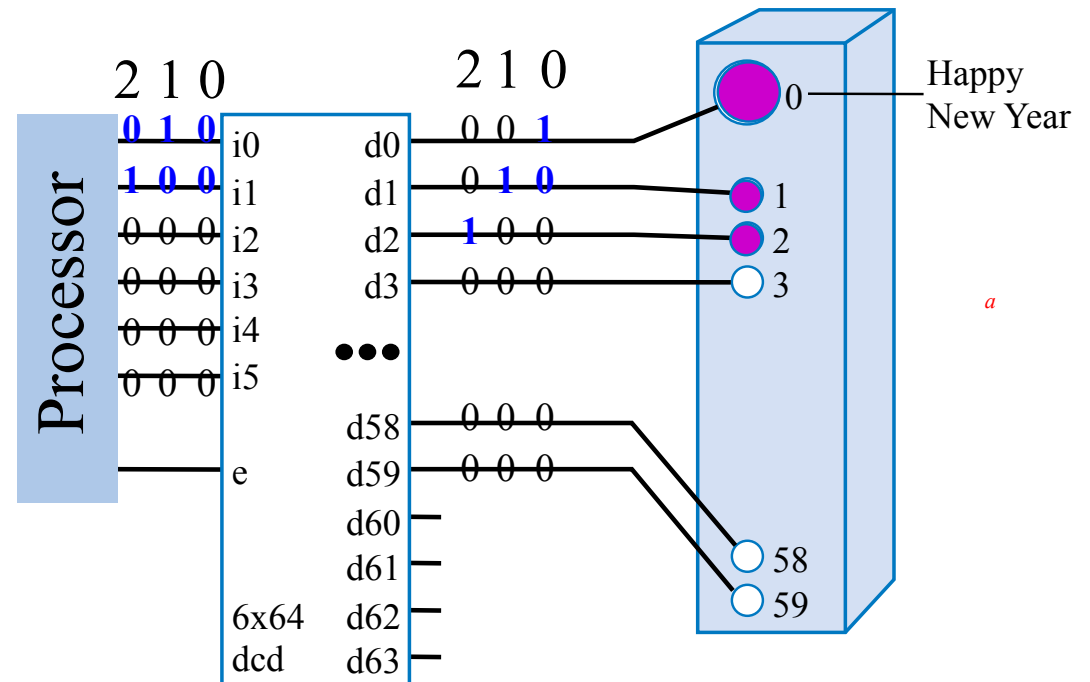 2 1 0
2 1 0
Processor
0 1 0 i0
1 0 0 i1
0 0 0 i2
0 0 0 i3
0 0 0 i4
0 0 0 i5
e
6x64
dcd
d0 0 0 1
d1 0 1 0
d2 1 0 0
d3 0 0 0
•••
d58 0 0 0
d59 0 0 0
d60
d61
d62
d63
0
1
2
3
58
59
Happy
New Year
a